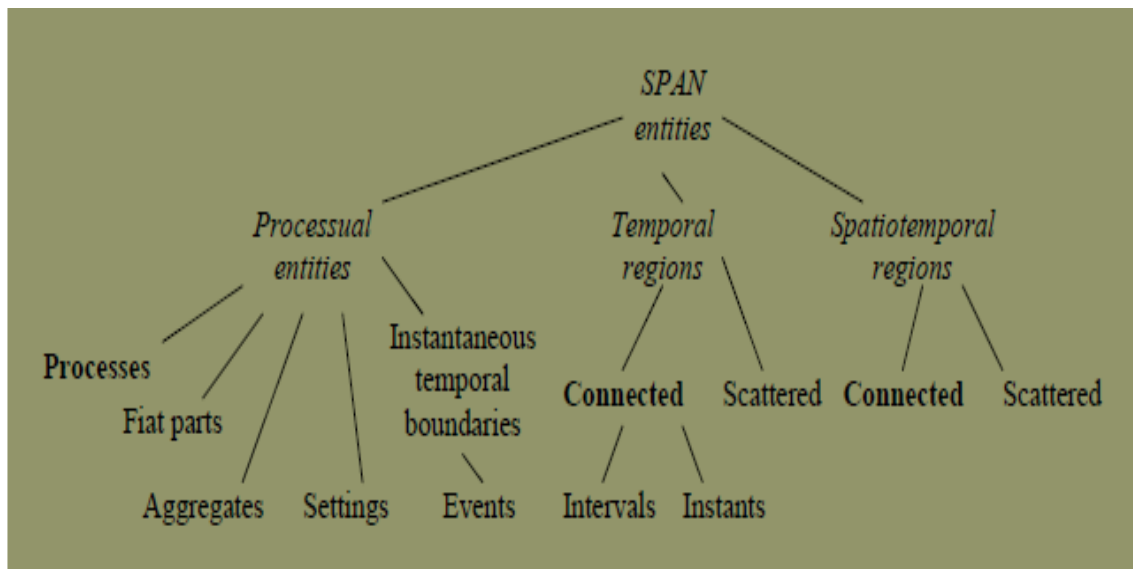 SPAN
entities
Processual
entities
Temporal
regions
Spatiotemporal
regions
Processes
Fiat parts
Aggregates
Settings
Instantaneous
temporal
boundaries
Events
Connected
Scattered
Intervals
Instants
Connected
Scattered